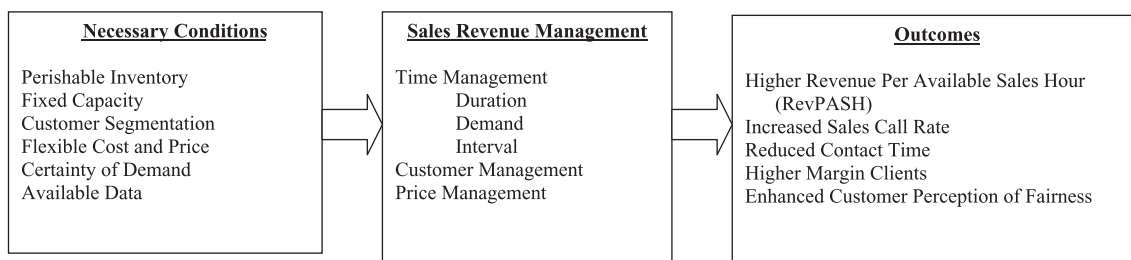 Necessary Conditions
Perishable Inventory
Fixed Capacity
Customer Segmentation
Flexible Cost and Price
Certainty of Demand
Available Data
Sales Revenue Management
Time Management
Duration
Demand
Interval
Customer Management
Price Management
Outcomes
Higher Revenue Per Available Sales Hour
(RevPASH)
Increased Sales Call Rate
Reduced Contact Time
Higher Margin Clients
Enhanced Customer Perception of Fairness